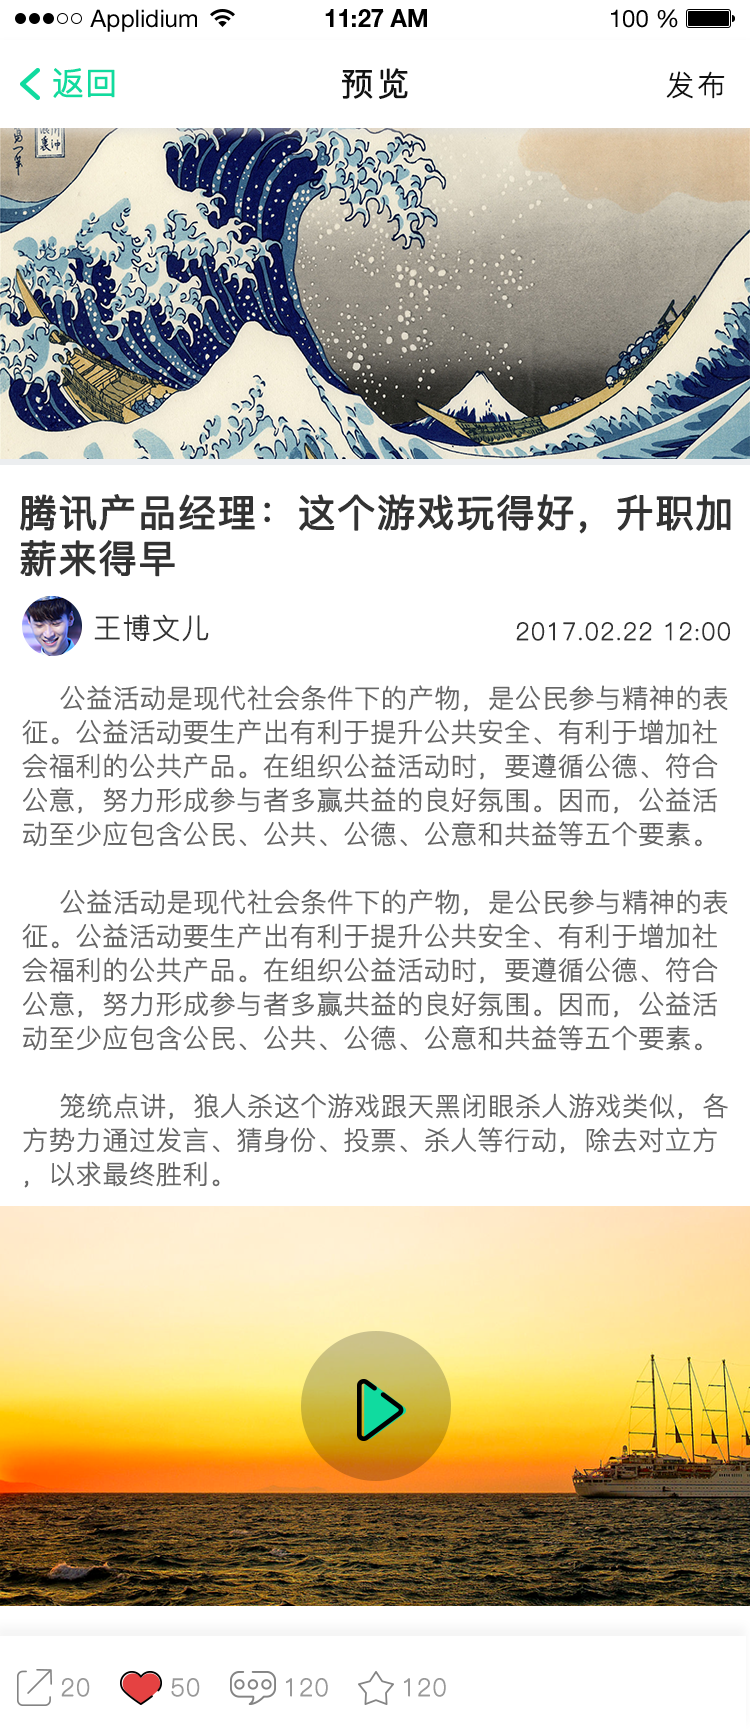 Applidium 11:27 AM 100 %
返回 预览 发布
腾讯产品经理：这个游戏玩得好，升职加
薪来得早
王博文儿 2017.02.22 12:00
公益活动是现代社会条件下的产物，是公民参与精神的表
征。公益活动要生产出有利于提升公共安全、有利于增加社
会福利的公共产品。在组织公益活动时，要遵循公德、符合
公意，努力形成参与者多赢共益的良好氛围。因而，公益活
动至少应包含公民、公共、公德、公意和共益等五个要素。
公益活动是现代社会条件下的产物，是公民参与精神的表
征。公益活动要生产出有利于提升公共安全、有利于增加社
会福利的公共产品。在组织公益活动时，要遵循公德、符合
公意，努力形成参与者多赢共益的良好氛围。因而，公益活
动至少应包含公民、公共、公德、公意和共益等五个要素。
笼统点讲，狼人杀这个游戏跟天黑闭眼杀人游戏类似，各
方势力通过发言、猜身份、投票、杀人等行动，除去对立方
，以求最终胜利。
20 50 120 120